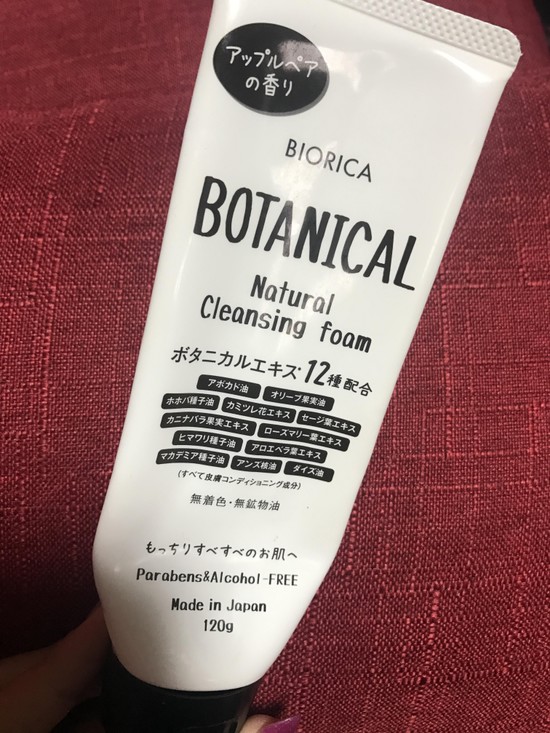 アップルペア
の香り
BIORICA
BOTANICAL
Natural
Cleansing foam
ボタニカルエキス12種配合
アボカド油 オリーブ果実油
ホホバ種子油 カミツレ花エキス セージ葉エキス
カニナバラ果実エキス ローズマリー葉エキス
ヒマワリ種子油 アロエベラ葉エキス
マカデミア種子油 アンズ核油 ダイズ油
(すべて皮膚コンディショニング成分)
無着色・無鉱物油
もっちりすべすべのお肌へ
Parabens&Alcohol-FREE
Made in Japan
120g